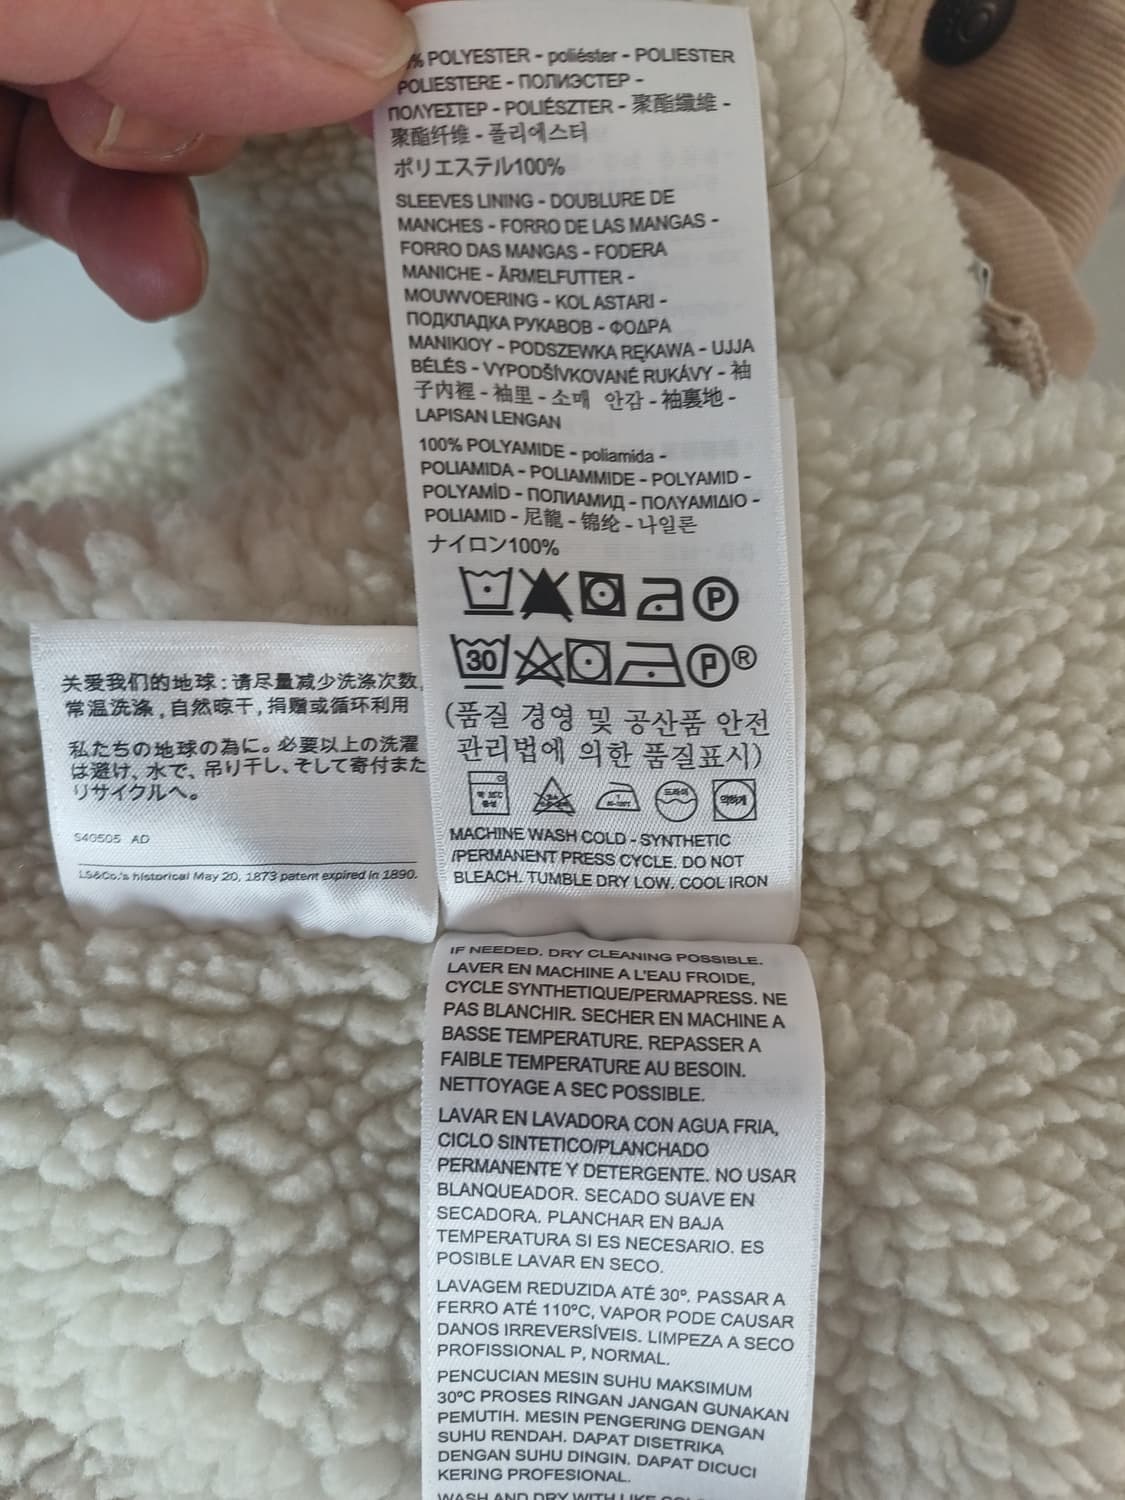 % POLYESTER - poliéster - POLIESTER
POLIESTERE - ПОЛИЭСТЕР -
ΠΟΛΥΕΣΤΕΡ - POLIÉSZTER - 聚酯纖維 -
聚酯纤维 - 폴리에스터
ポリエステル100%
SLEEVES LINING - DOUBLURE DE
MANCHES - FORRO DE LAS MANGAS -
FORRO DAS MANGAS - FODERA
MANICHE - ÄRMELFUTTER -
MOUWVOERING - KOL ASTARI -
ПОДКЛАДКА РУКАВОВ - ΦΟΔΡΑ
ΜΑΝΙΚΙΟΥ - PODSZEWKA RĘKAWA - UJJA
BÉLÉS - VYPODŠÍVKOVANÉ RUKÁVY - 袖
子內裡 - 袖里 - 소매 안감 - 袖裏地 -
LAPISAN LENGAN
100% POLYAMIDE - poliamida -
POLIAMIDA - POLIAMMIDE - POLYAMID -
POLYAMİD - ПОЛИАМИД - ΠΟΛΥΑΜΙΔΙΟ -
POLIAMID - 尼龍 - 锦纶 - 나일론
ナイロン100%
P
30 P ®
(품질 경영 및 공산품 안전
관리법에 의한 품질표시)
드라이 약하게
MACHINE WASH COLD - SYNTHETIC
/PERMANENT PRESS CYCLE. DO NOT
BLEACH. TUMBLE DRY LOW. COOL IRON
关爱我们的地球:请尽量减少洗涤次数,
常温洗涤,自然晾干,捐赠或循环利用
私たちの地球の為に。必要以上の洗濯
は避け、水で、吊り干し、そして寄付また
リサイクルへ。
S40505 AD
LS&Co.'s historical May 20, 1873 patent expired in 1890.
IF NEEDED. DRY CLEANING POSSIBLE.
LAVER EN MACHINE A L'EAU FROIDE,
CYCLE SYNTHETIQUE/PERMAPRESS. NE
PAS BLANCHIR. SECHER EN MACHINE A
BASSE TEMPERATURE. REPASSER A
FAIBLE TEMPERATURE AU BESOIN.
NETTOYAGE A SEC POSSIBLE.
LAVAR EN LAVADORA CON AGUA FRIA,
CICLO SINTETICO/PLANCHADO
PERMANENTE Y DETERGENTE. NO USAR
BLANQUEADOR. SECADO SUAVE EN
SECADORA. PLANCHAR EN BAJA
TEMPERATURA SI ES NECESARIO. ES
POSIBLE LAVAR EN SECO.
LAVAGEM REDUZIDA ATÉ 30º. PASSAR A
FERRO ATÉ 110ºC, VAPOR PODE CAUSAR
DANOS IRREVERSÍVEIS. LIMPEZA A SECO
PROFISSIONAL P, NORMAL.
PENCUCIAN MESIN SUHU MAKSIMUM
30ºC PROSES RINGAN JANGAN GUNAKAN
PEMUTIH. MESIN PENGERING DENGAN
SUHU RENDAH. DAPAT DISETRIKA
DENGAN SUHU DINGIN. DAPAT DICUCI
KERING PROFESIONAL.
WASH AND DRY WITH LIKE